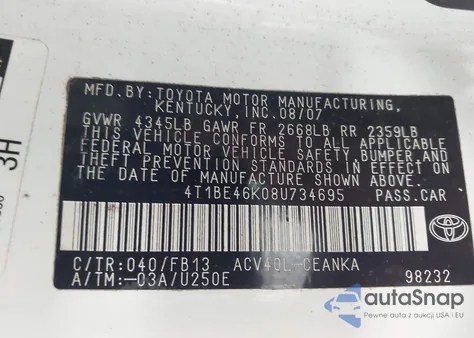 MFD.BY:TOYOTA MOTOR MANUFACTURING,
KENTUCKY, INC.08/07
GVWR 4345LB GAWR FR 2668LB RR 2359LB
THIS VEHICLE CONFORMS TO ALL APPLICABLE
FEDERAL MOTOR VEHICLE SAFETY, BUMPER, AND
THEFT PREVENTION STANDARDS IN EFFECT ON
THE DATE OF MANUFACTURE SHOWN ABOVE.
4T1BE46K08U734695 PASS.CAR
C/TR:040/FB13 ACV40L-CEANKA
A/TM:-03A/U250E 98232
TOYOTA
3H
autaSnap
Pewne auta z aukcji USA i EU